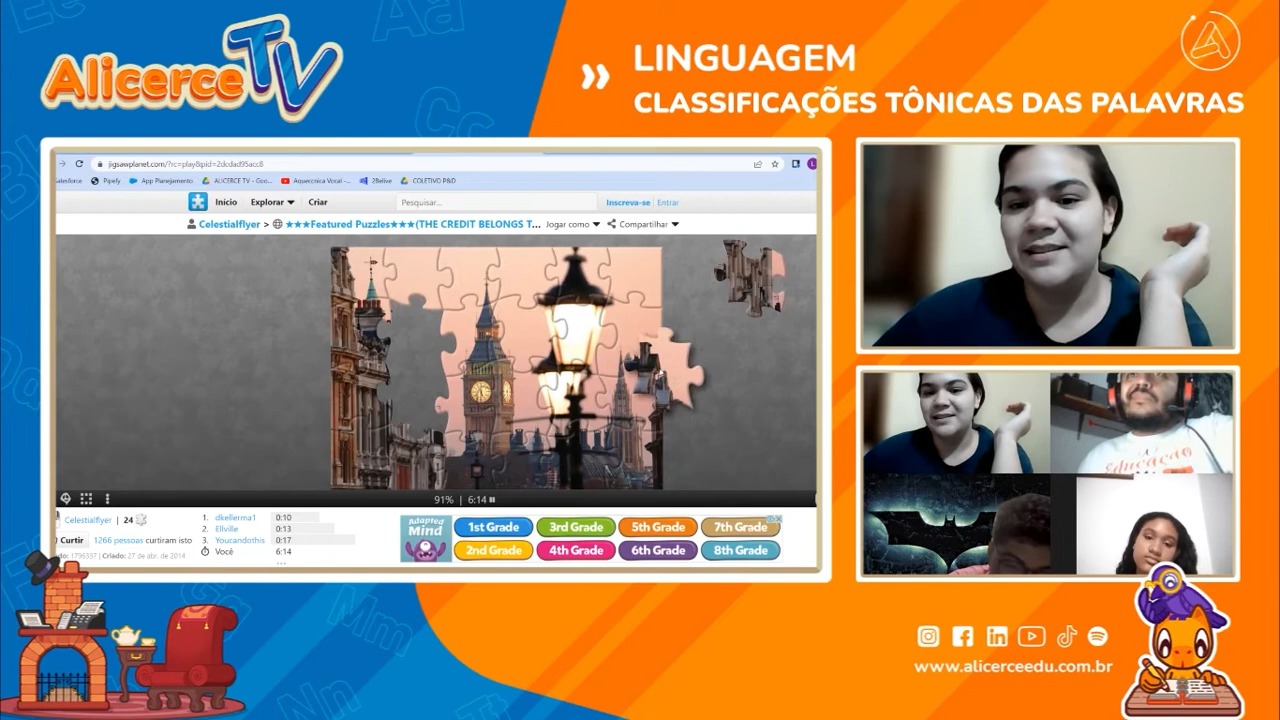 Alicerce TV
LINGUAGEM
CLASSIFICAÇÕES TÔNICAS DAS PALAVRAS
jigsawplanet.com/?rc=play&pid=2dcdad95acc8
Pipefy
App Planejamento
ALICERCE TV - Goo...
Aquecnica Vocal -...
2Belive
COLETIVO P&D
Início
Explorar
Criar
Pesquisar...
Inscreva-se
Entrar
Celestialflyer > ★★★Featured Puzzles★★★(THE CREDIT BELONGS T...
Jogar como
Compartilhar
91% | 6:14
Celestialflyer | 24
Curtir 1266 pessoas curtiram isto
1796337 | Criado: 27 de abr. de 2014
1. dkellerma1 0:10
2. Ellville 0:13
3. Youcandothis 0:17
Você 6:14
...
Adapted Mind
1st Grade
3rd Grade
5th Grade
7th Grade
2nd Grade
4th Grade
6th Grade
8th Grade
Educação
www.alicerceedu.com.br